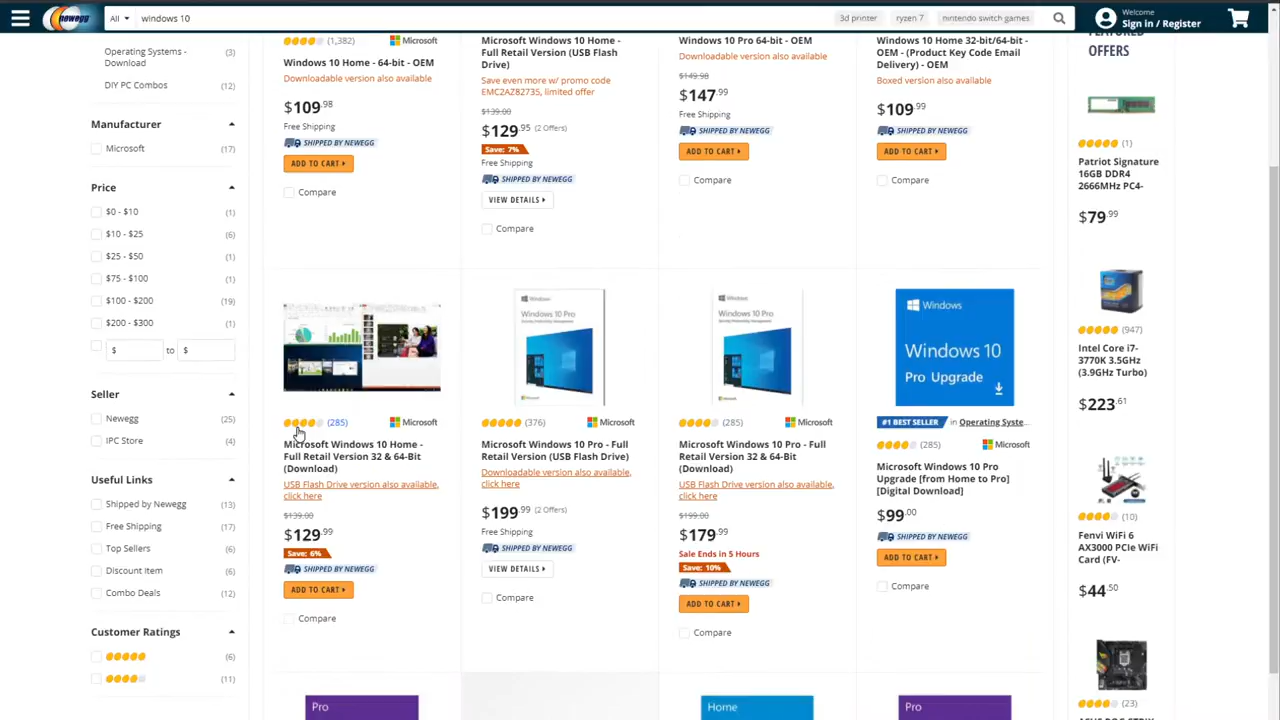 newegg
All
windows 10
3d printer
ryzen 7
nintendo switch games
Welcome
Sign in / Register
Operating Systems -
Download
(3)
DIY PC Combos
(12)
Manufacturer
Microsoft
(17)
Price
$0 - $10
(1)
$10 - $25
(6)
$25 - $50
(1)
$75 - $100
(1)
$100 - $200
(19)
$200 - $300
(1)
$
to
$
Seller
Newegg
(25)
IPC Store
(4)
Useful Links
Shipped by Newegg
(13)
Free Shipping
(17)
Top Sellers
(6)
Discount Item
(6)
Combo Deals
(12)
Customer Ratings
(6)
(11)
(1,382)
Microsoft
Windows 10 Home - 64-bit - OEM
Downloadable version also available
$109.98
Free Shipping
SHIPPED BY NEWEGG
ADD TO CART
Compare
Microsoft Windows 10 Home -
Full Retail Version (USB Flash
Drive)
Save even more w/ promo code
EMC2AZ82735, limited offer
$139.00
$129.95 (2 Offers)
Save: 7%
Free Shipping
SHIPPED BY NEWEGG
VIEW DETAILS
Compare
Windows 10 Pro 64-bit - OEM
Downloadable version also available
$149.98
$147.99
Free Shipping
SHIPPED BY NEWEGG
ADD TO CART
Compare
Windows 10 Home 32-bit/64-bit -
OEM - (Product Key Code Email
Delivery) - OEM
Boxed version also available
$109.99
SHIPPED BY NEWEGG
ADD TO CART
Compare
(285)
Microsoft
Microsoft Windows 10 Home -
Full Retail Version 32 & 64-Bit
(Download)
USB Flash Drive version also available,
click here
$139.00
$129.99
Save: 6%
SHIPPED BY NEWEGG
ADD TO CART
Compare
Windows
Windows 10 Pro
(376)
Microsoft
Microsoft Windows 10 Pro - Full
Retail Version (USB Flash Drive)
Downloadable version also available,
click here
$199.99 (2 Offers)
Free Shipping
SHIPPED BY NEWEGG
VIEW DETAILS
Compare
Windows
Windows 10 Pro
(285)
Microsoft
Microsoft Windows 10 Pro - Full
Retail Version 32 & 64-Bit
(Download)
USB Flash Drive version also available,
click here
$199.00
$179.99
Sale Ends in 5 Hours
Save: 10%
SHIPPED BY NEWEGG
ADD TO CART
Compare
Windows
Windows 10
Pro Upgrade
#1 BEST SELLER in Operating Syste...
(285)
Microsoft
Microsoft Windows 10 Pro
Upgrade [from Home to Pro]
[Digital Download]
$99.00
SHIPPED BY NEWEGG
ADD TO CART
Compare
Pro
Home
Pro
FEATURED
OFFERS
(1)
Patriot Signature
16GB DDR4
2666MHz PC4-
$79.99
(947)
Intel Core i7-
3770K 3.5GHz
(3.9GHz Turbo)
$223.61
(10)
Fenvi WiFi 6
AX3000 PCIe WiFi
Card (FV-
$44.50
(23)